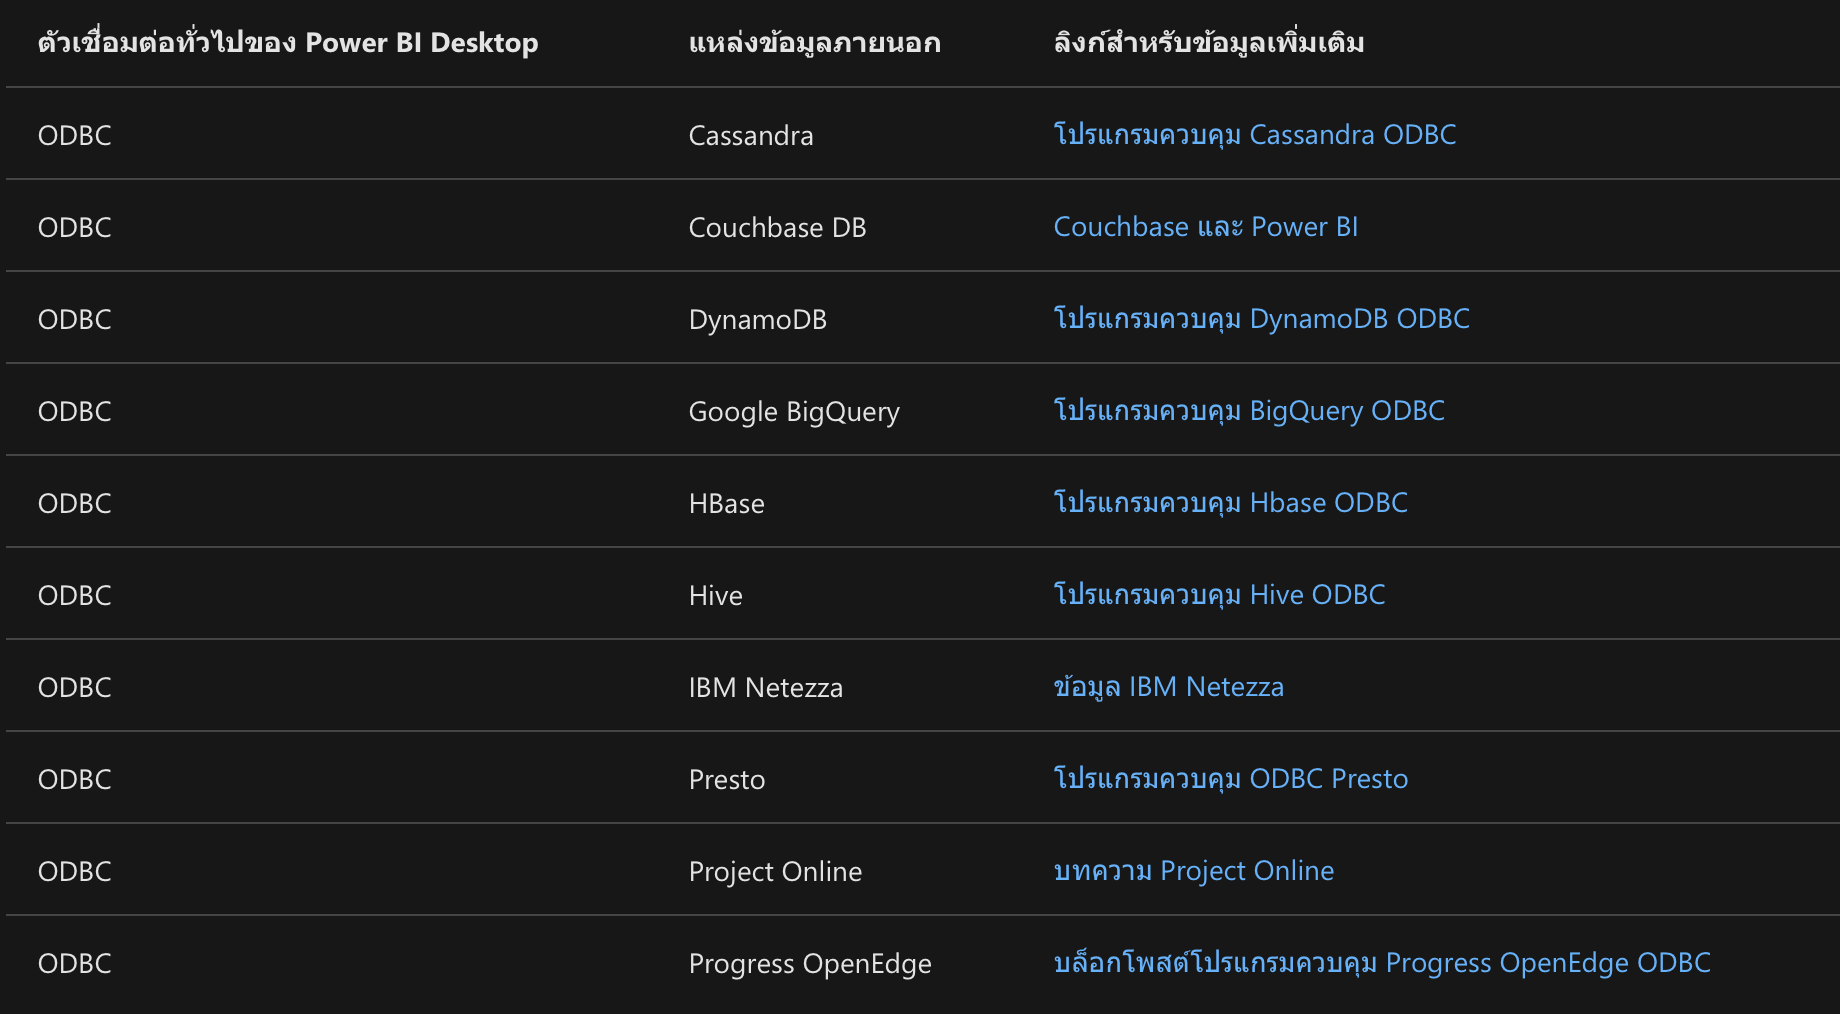 ตัวเชื่อมต่อทั่วไปของ Power BI Desktop แหล่งข้อมูลภายนอก ลิงก์สำหรับข้อมูลเพิ่มเติม
ODBC Cassandra โปรแกรมควบคุม Cassandra ODBC
ODBC Couchbase DB Couchbase และ Power BI
ODBC DynamoDB โปรแกรมควบคุม DynamoDB ODBC
ODBC Google BigQuery โปรแกรมควบคุม BigQuery ODBC
ODBC HBase โปรแกรมควบคุม Hbase ODBC
ODBC Hive โปรแกรมควบคุม Hive ODBC
ODBC IBM Netezza ข้อมูล IBM Netezza
ODBC Presto โปรแกรมควบคุม ODBC Presto
ODBC Project Online บทความ Project Online
ODBC Progress OpenEdge บล็อกโพสต์โปรแกรมควบคุม Progress OpenEdge ODBC